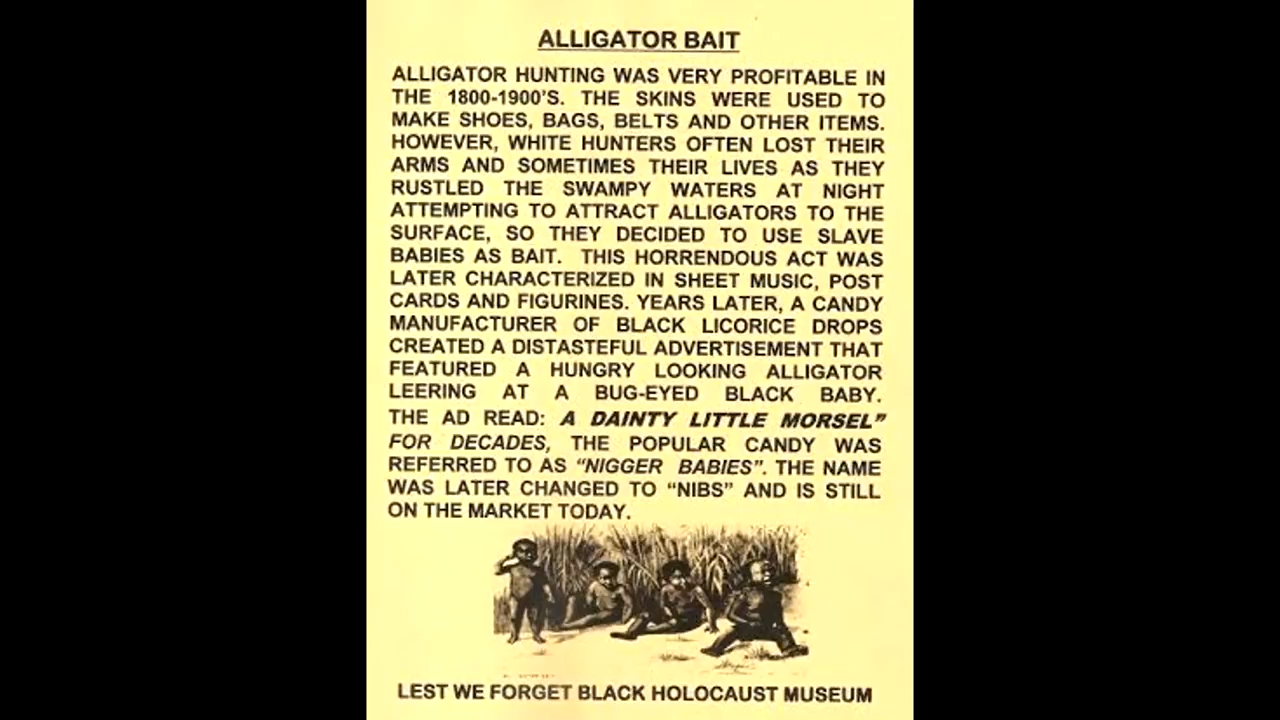 ALLIGATOR BAIT
ALLIGATOR HUNTING WAS VERY PROFITABLE IN
THE 1800-1900'S. THE SKINS WERE USED TO
MAKE SHOES, BAGS, BELTS AND OTHER ITEMS.
HOWEVER, WHITE HUNTERS OFTEN LOST THEIR
ARMS AND SOMETIMES THEIR LIVES AS THEY
RUSTLED THE SWAMPY WATERS AT NIGHT
ATTEMPTING TO ATTRACT ALLIGATORS TO THE
SURFACE, SO THEY DECIDED TO USE SLAVE
BABIES AS BAIT. THIS HORRENDOUS ACT WAS
LATER CHARACTERIZED IN SHEET MUSIC, POST
CARDS AND FIGURINES. YEARS LATER, A CANDY
MANUFACTURER OF BLACK LICORICE DROPS
CREATED A DISTASTEFUL ADVERTISEMENT THAT
FEATURED A HUNGRY LOOKING ALLIGATOR
LEERING AT A BUG-EYED BLACK BABY.
THE AD READ: A DAINTY LITTLE MORSEL”
FOR DECADES, THE POPULAR CANDY WAS
REFERRED TO AS “NIGGER BABIES”. THE NAME
WAS LATER CHANGED TO “NIBS” AND IS STILL
ON THE MARKET TODAY.
LEST WE FORGET BLACK HOLOCAUST MUSEUM